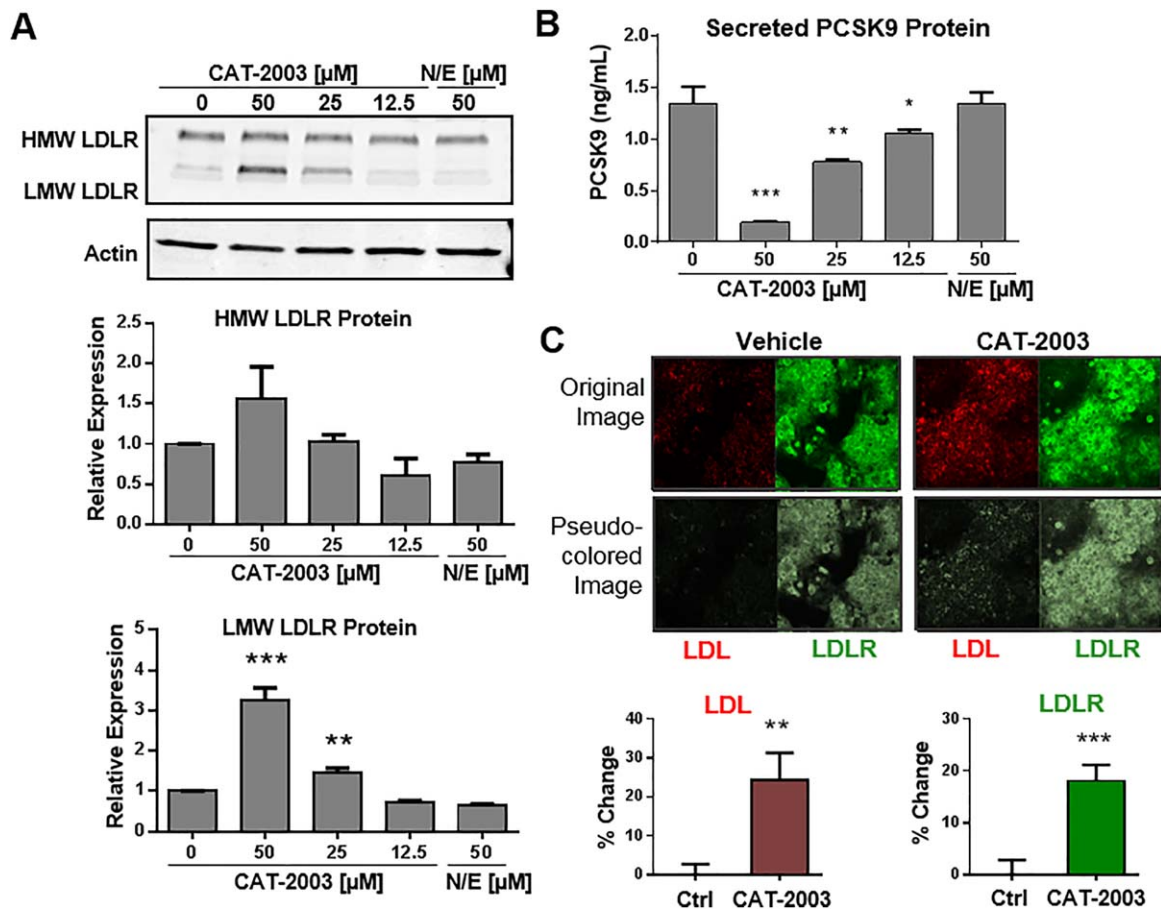 A
CAT-2003 [µM] N/E [µM]
0 50 25 12.5 50
HMW LDLR
LMW LDLR
Actin
HMW LDLR Protein
Relative Expression
2.5
2.0
1.5
1.0
0.5
0.0
0 50 25 12.5 50
CAT-2003 [µM] N/E [µM]
LMW LDLR Protein
Relative Expression
5
4
3
2
1
0
***
**
0 50 25 12.5 50
CAT-2003 [µM] N/E [µM]
B
Secreted PCSK9 Protein
PCSK9 (ng/mL)
2.0
1.5
1.0
0.5
0.0
***
**
*
0 50 25 12.5 50
CAT-2003 [µM] N/E [µM]
C
Vehicle CAT-2003
Original
Image
Pseudo-
colored
Image
LDL LDLR LDL LDLR
LDL
% Change
40
30
20
10
0
**
Ctrl CAT-2003
LDLR
% Change
30
20
10
0
***
Ctrl CAT-2003